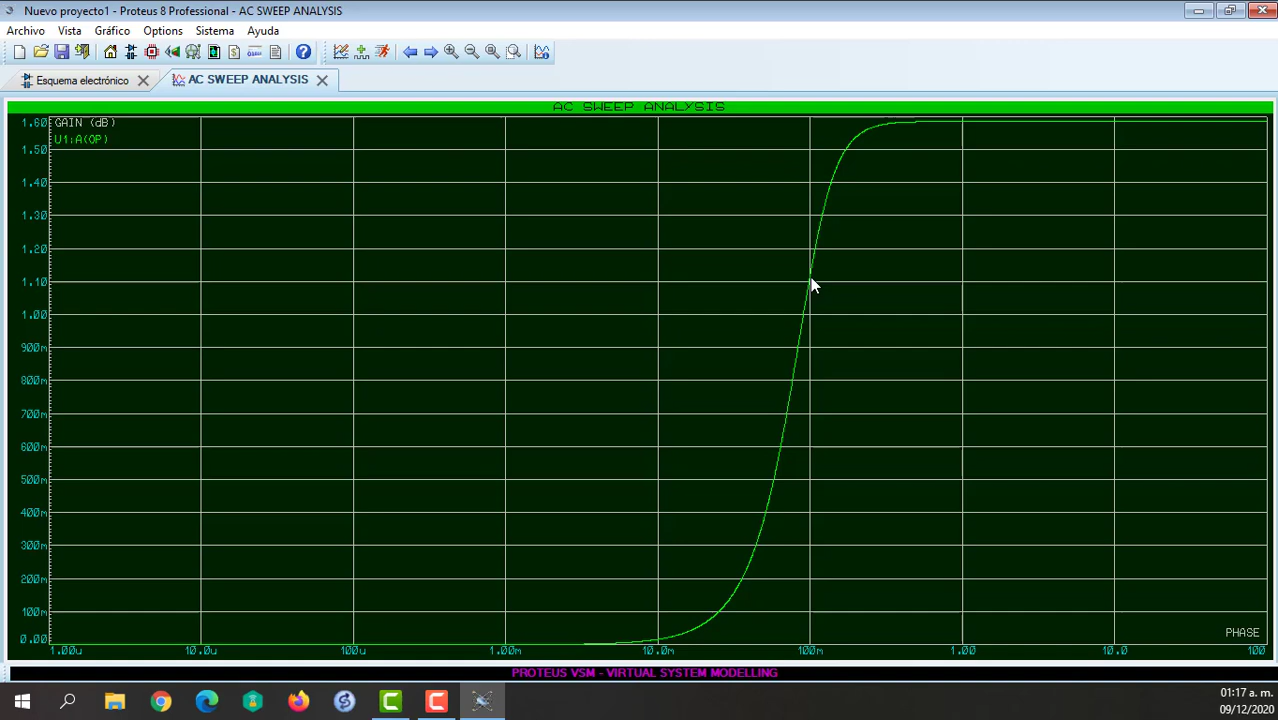 Nuevo proyecto1 - Proteus 8 Professional - AC SWEEP ANALYSIS
Archivo Vista Gráfico Options Sistema Ayuda
Esquema electrónico AC SWEEP ANALYSIS
AC SWEEP ANALYSIS
1.60 GAIN (dB)
U1:A(OP)
1.50
1.40
1.30
1.20
1.10
1.00
900m
800m
700m
600m
500m
400m
300m
200m
100m
0.00 PHASE
1.00u 10.0u 100u 1.00m 10.0m 100m 1.00 10.0 100
PROTEUS VSM - VIRTUAL SYSTEM MODELLING
01:17 a. m.
09/12/2020